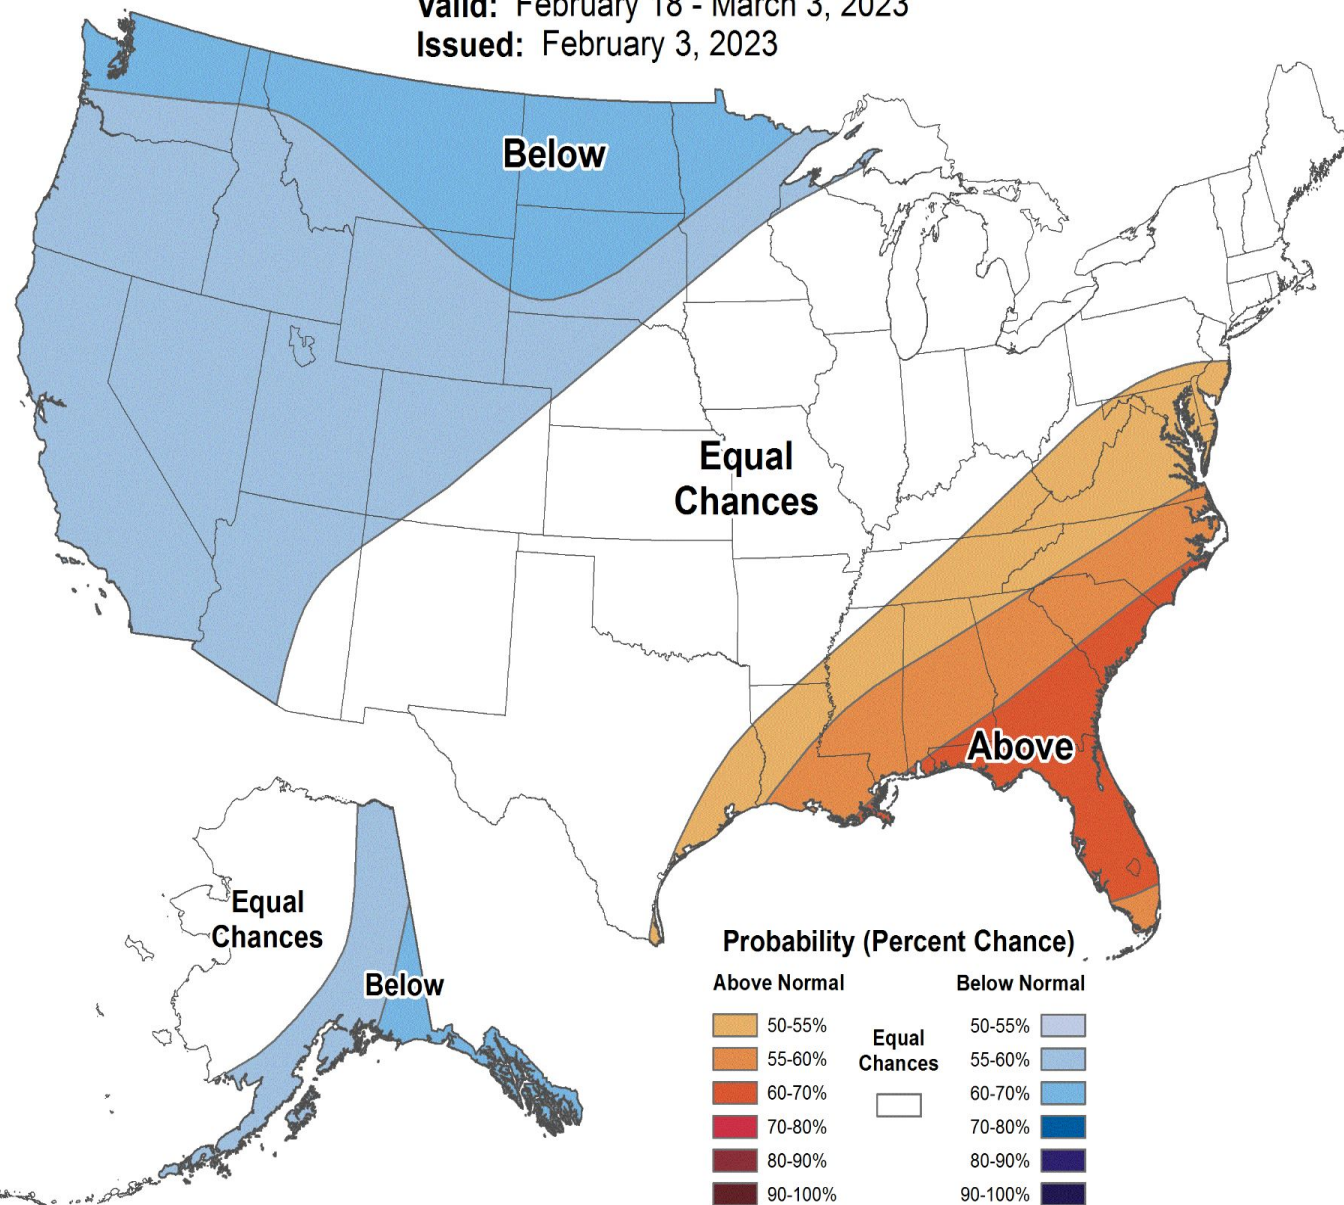 Valid: February 18 - March 3, 2023
Issued: February 3, 2023
Below
Equal
Chances
Above
Equal
Chances
Below
Probability (Percent Chance)
Above Normal
Below Normal
50-55%
55-60%
60-70%
70-80%
80-90%
90-100%
Equal
Chances
50-55%
55-60%
60-70%
70-80%
80-90%
90-100%